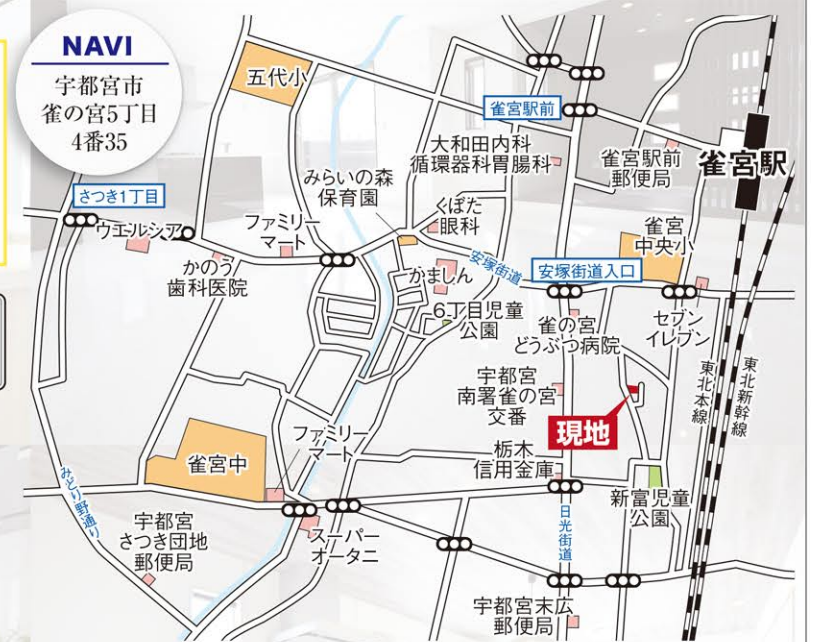 NAVI
宇都宮市
雀の宮5丁目
4番35
五代小
雀宮駅前
大和田内科
循環器科胃腸科
雀宮駅前
郵便局
雀宮駅
みらいの森
保育園
くぼた
眼科
さつき1丁目
ウエルシア
ファミリー
マート
かのう
歯科医院
かましん
安塚街道
安塚街道入口
雀宮
中央小
6丁目児童
公園
雀の宮
どうぶつ病院
セブン
イレブン
宇都宮
南署雀の宮
交番
現地
東北本線
東北新幹線
雀宮中
ファミリー
マート
栃木
信用金庫
新富児童
公園
みどり野通り
宇都宮
さつき団地
郵便局
スーパー
オータニ
日光街道
宇都宮末広
郵便局